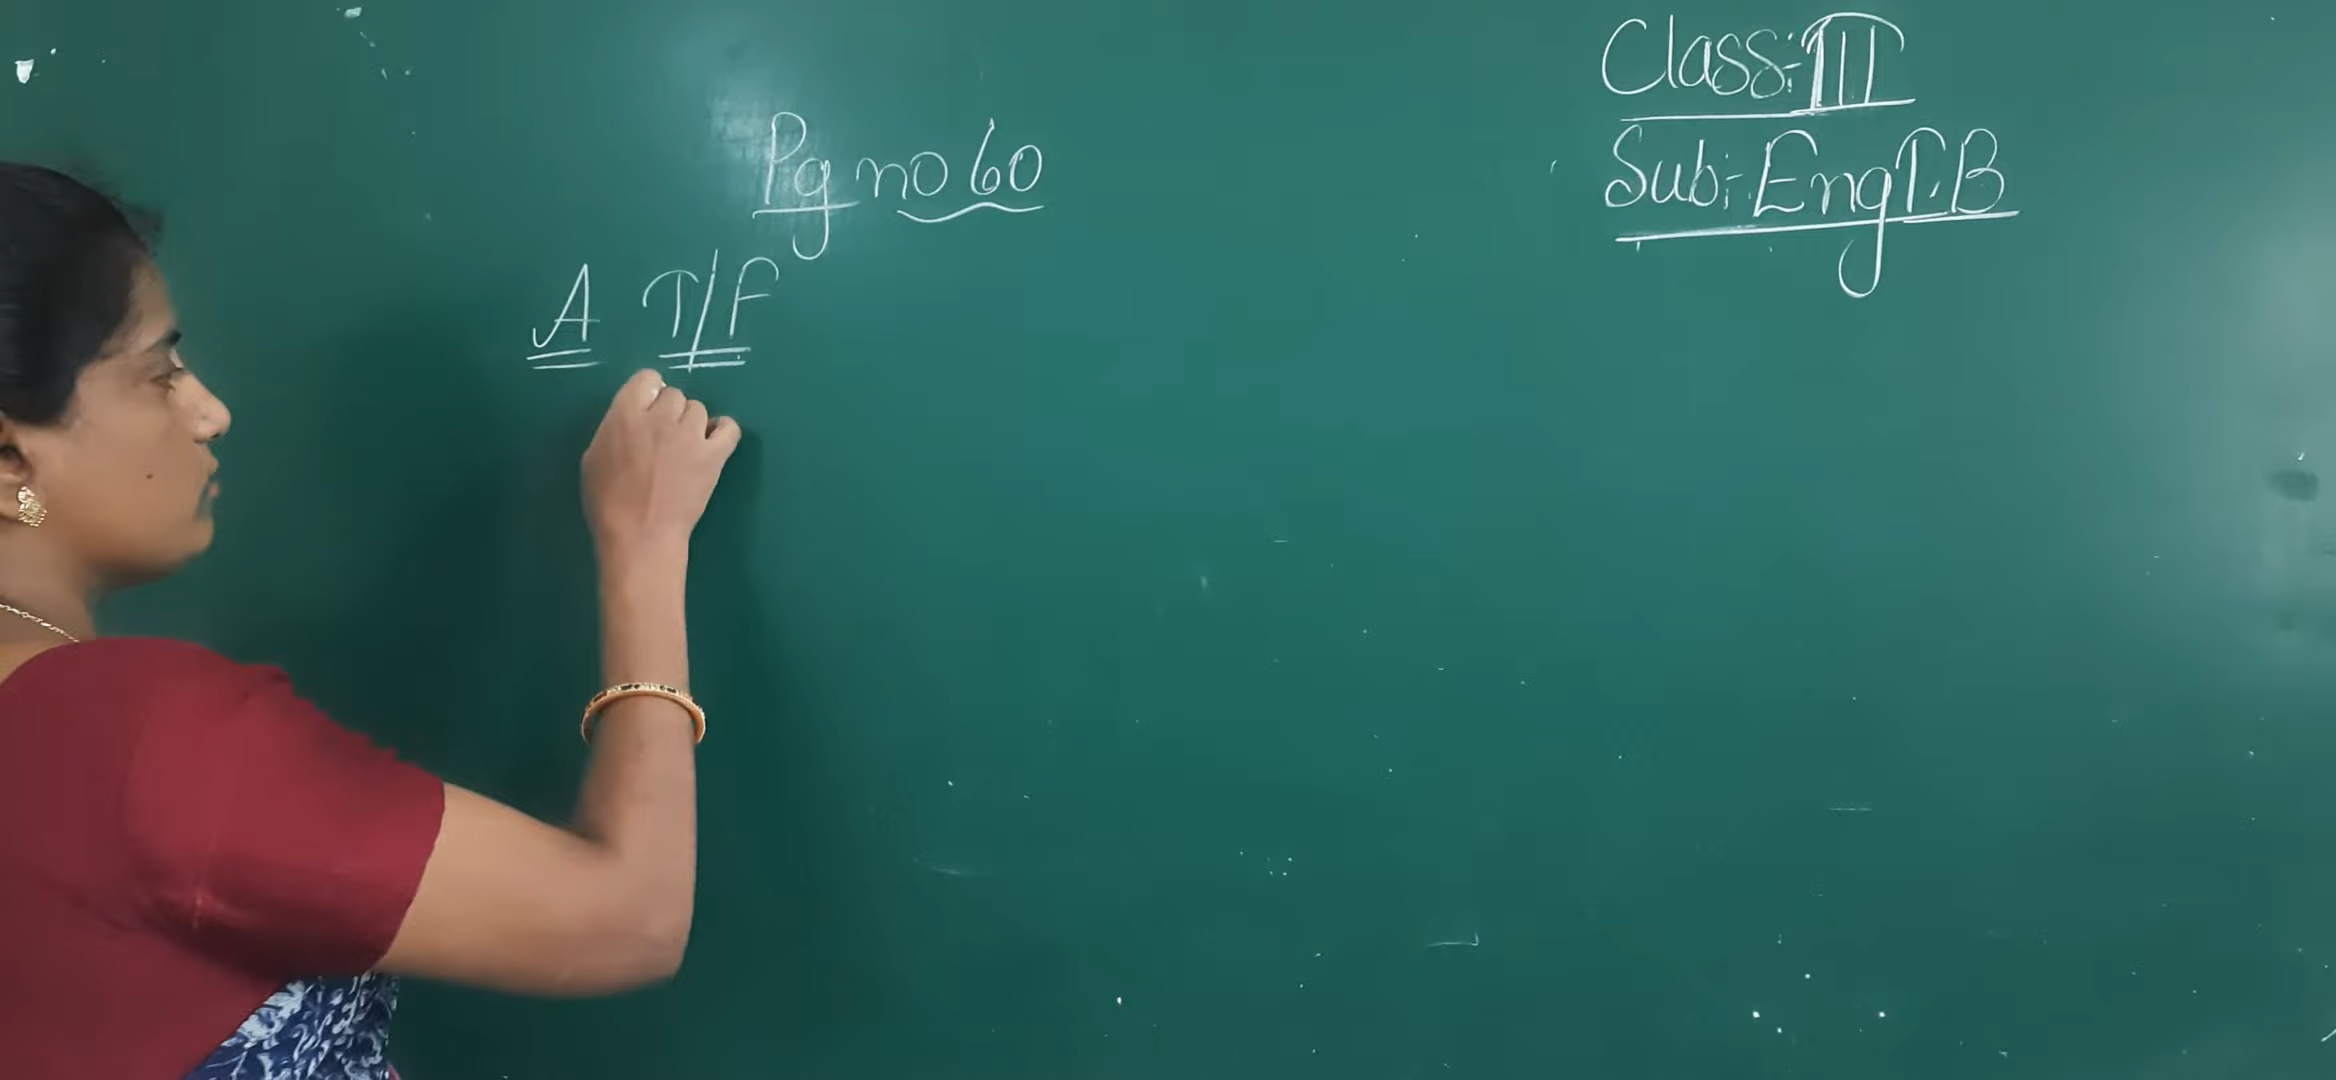 Class:- III
Sub:- Eng T.B
Pg no 60
A T/F